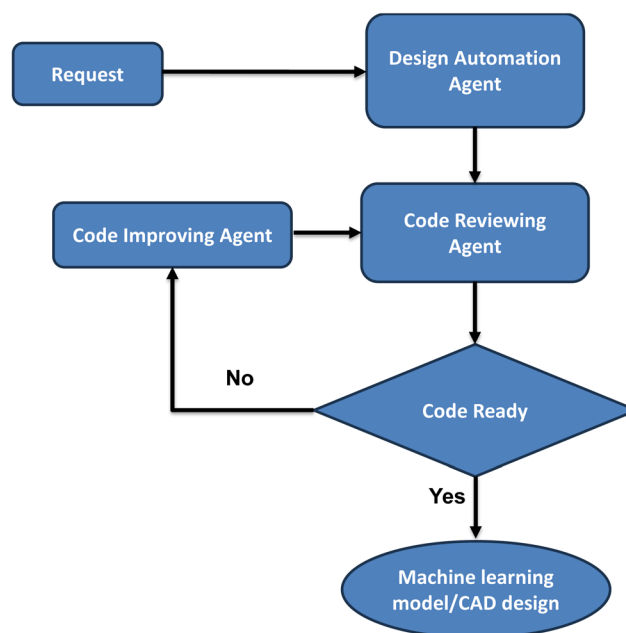 Request
Design Automation
Agent
Code Improving Agent
Code Reviewing
Agent
No
Code Ready
Yes
Machine learning
model/CAD design